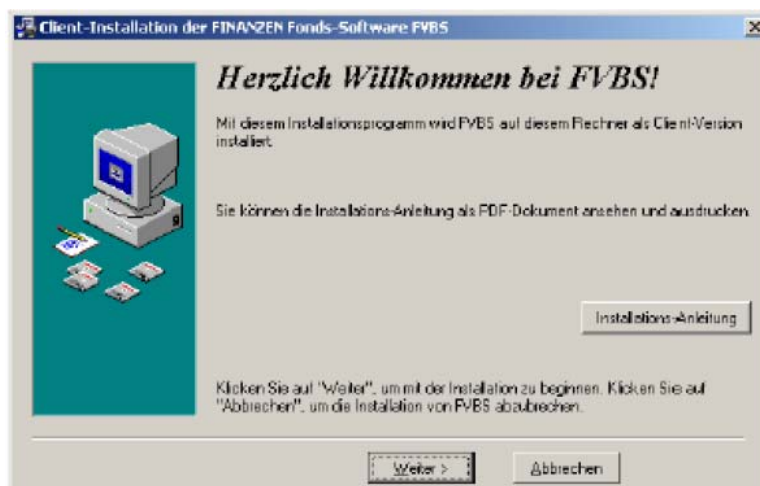 Client-Installation der FINANZEN Fonds-Software FVBS
Herzlich Willkommen bei FVBS!
Mit diesem Installationsprogramm wird FVBS auf diesem Rechner als Client-Version
installiert.
Sie können die Installations-Anleitung als PDF-Dokument ansehen und ausdrucken.
Installations-Anleitung
Klicken Sie auf "Weiter", um mit der Installation zu beginnen. Klicken Sie auf
"Abbrechen", um die Installation von FVBS abzubrechen.
Weiter >
Abbrechen